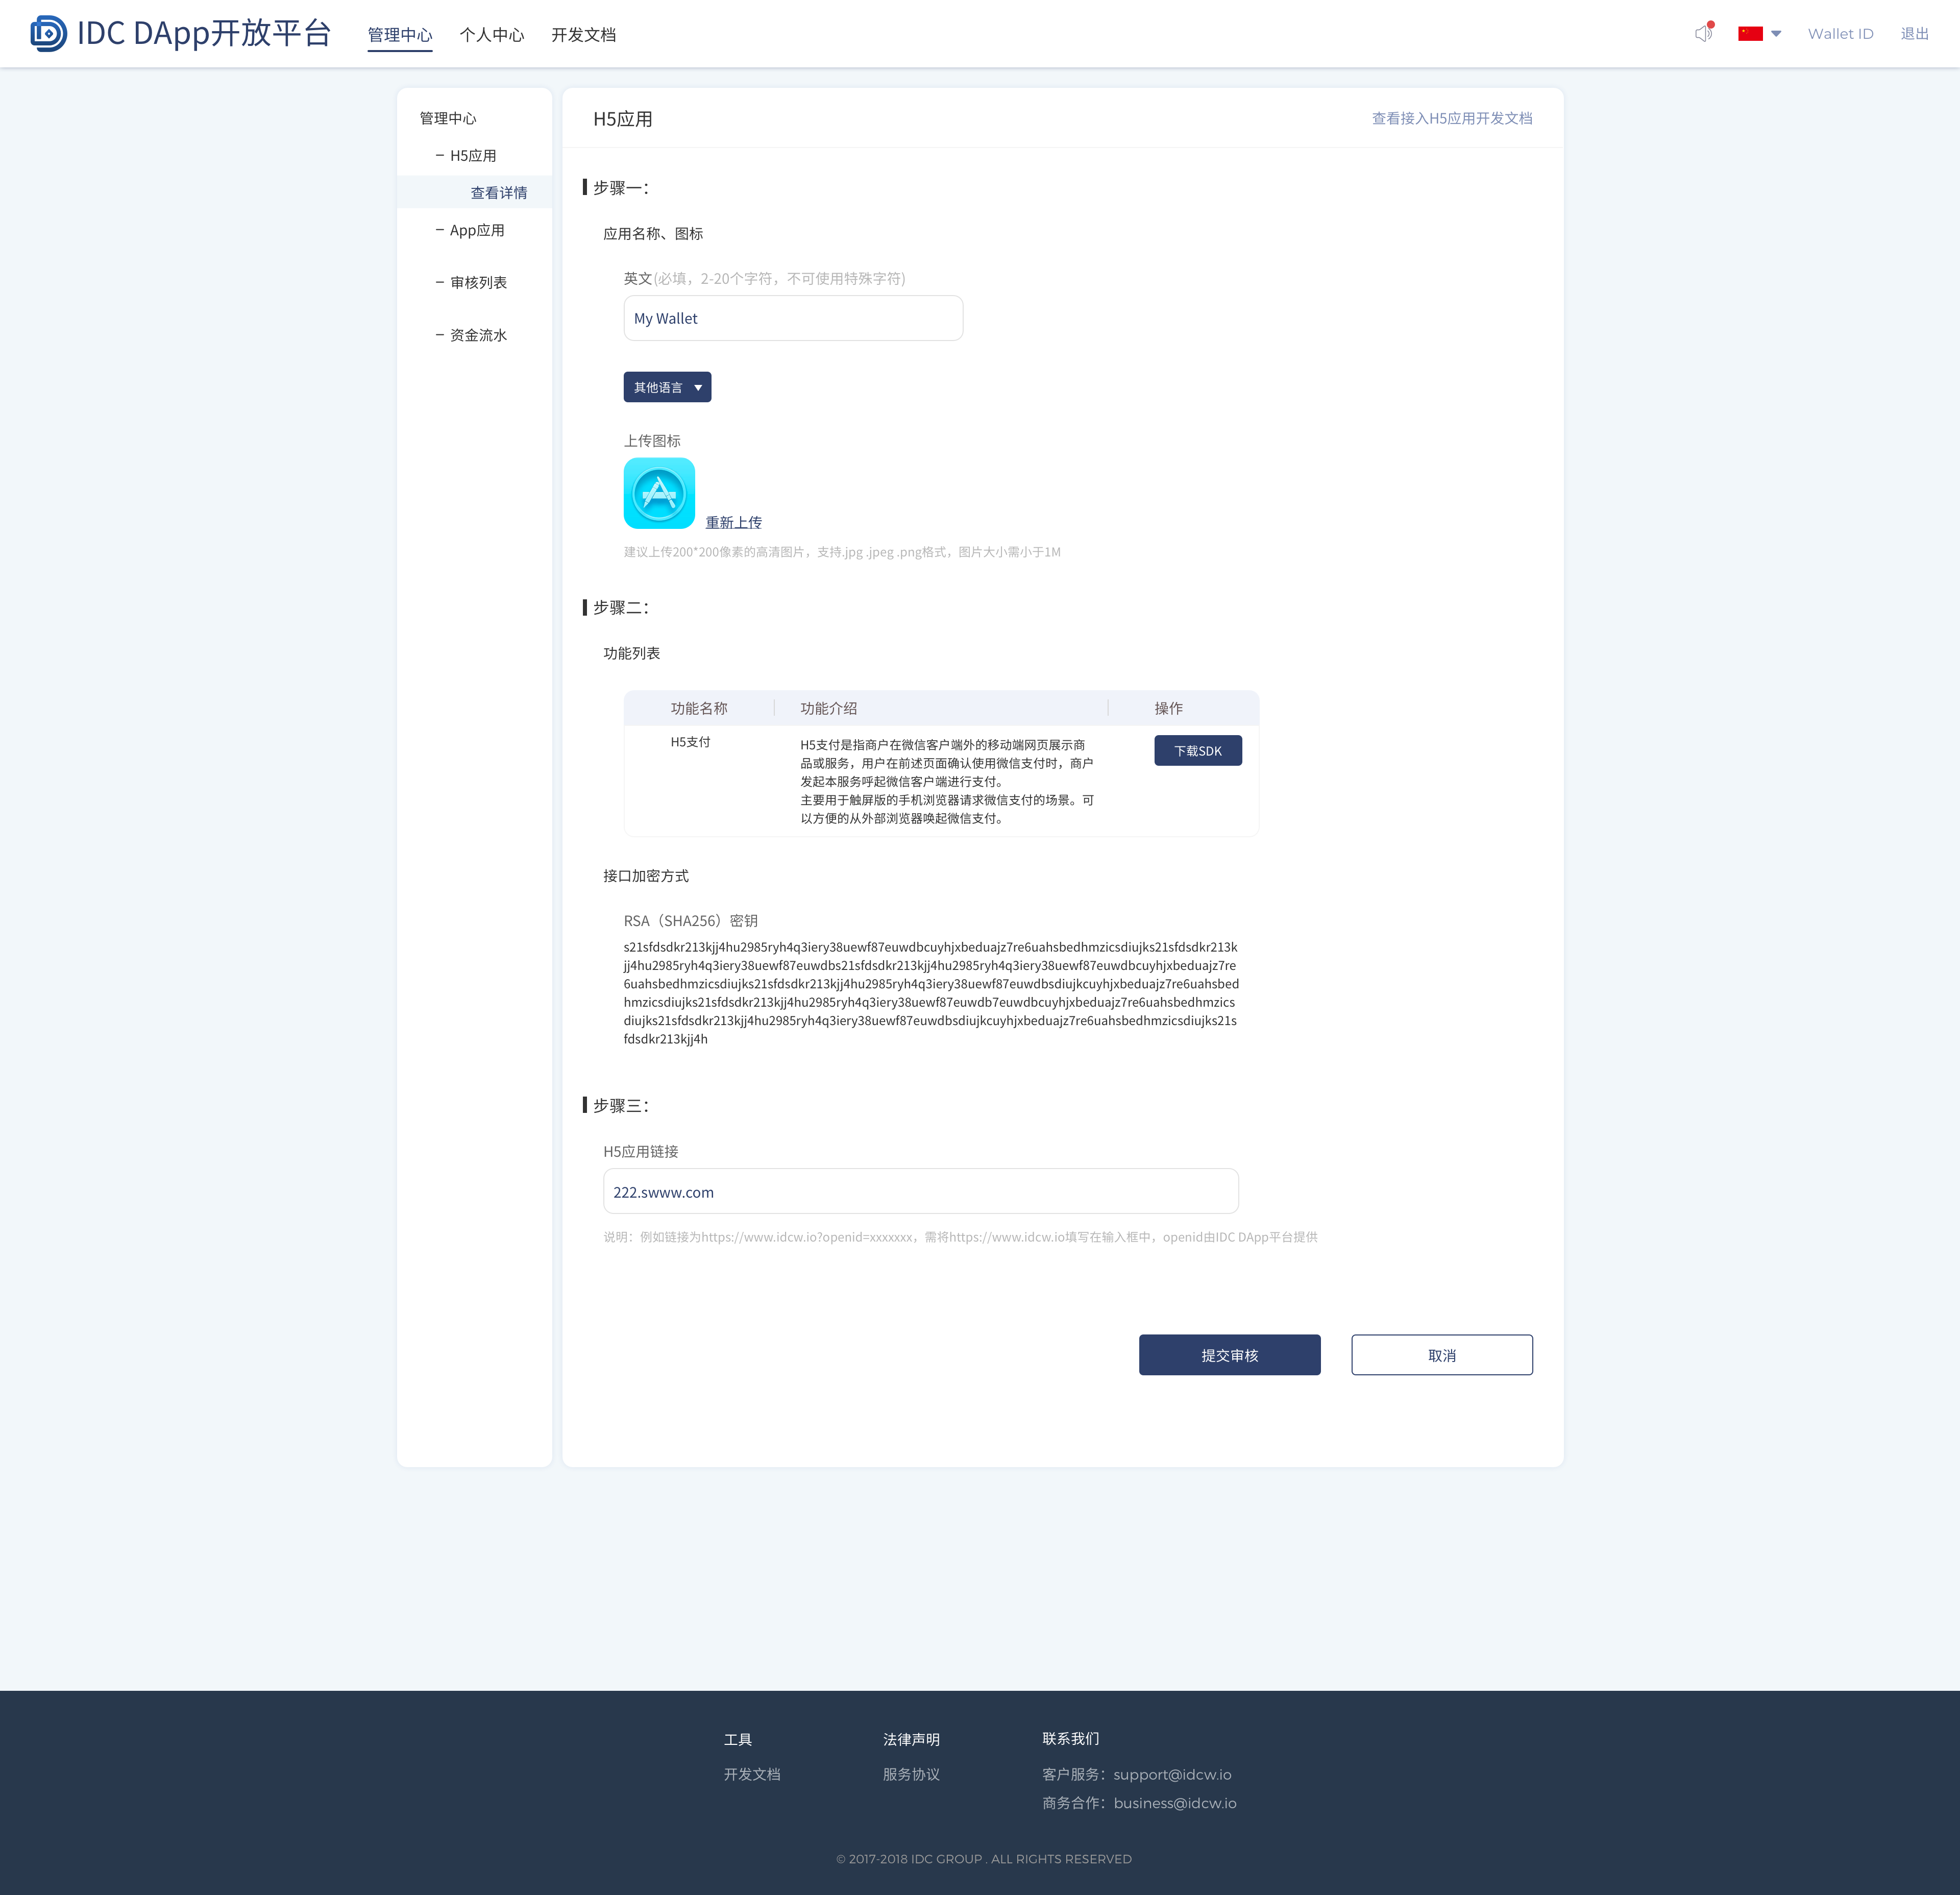 IDC DApp开放平台
管理中心
个人中心
开发文档
Wallet ID
退出
管理中心
H5应用
查看详情
App应用
审核列表
资金流水
H5应用
查看接入H5应用开发文档
步骤一：
应用名称、图标
英文(必填，2-20个字符，不可使用特殊字符)
My Wallet
其他语言
上传图标
重新上传
建议上传200*200像素的高清图片，支持.jpg .jpeg .png格式，图片大小需小于1M
步骤二：
功能列表
功能名称
功能介绍
操作
H5支付
H5支付是指商户在微信客户端外的移动端网页展示商
品或服务，用户在前述页面确认使用微信支付时，商户
发起本服务呼起微信客户端进行支付。
主要用于触屏版的手机浏览器请求微信支付的场景。可
以方便的从外部浏览器唤起微信支付。
下载SDK
接口加密方式
RSA（SHA256）密钥
s21sfdsdkr213kjj4hu2985ryh4q3iery38uewf87euwdbcuyhjxbeduajz7re6uahsbedhmzicsdiujks21sfdsdkr213k
jj4hu2985ryh4q3iery38uewf87euwdbs21sfdsdkr213kjj4hu2985ryh4q3iery38uewf87euwdbcuyhjxbeduajz7re
6uahsbedhmzicsdiujks21sfdsdkr213kjj4hu2985ryh4q3iery38uewf87euwdbsdiujkcuyhjxbeduajz7re6uahsbed
hmzicsdiujks21sfdsdkr213kjj4hu2985ryh4q3iery38uewf87euwdb7euwdbcuyhjxbeduajz7re6uahsbedhmzics
diujks21sfdsdkr213kjj4hu2985ryh4q3iery38uewf87euwdbsdiujkcuyhjxbeduajz7re6uahsbedhmzicsdiujks21s
fdsdkr213kjj4h
步骤三：
H5应用链接
222.swww.com
说明：例如链接为https://www.idcw.io?openid=xxxxxxx，需将https://www.idcw.io填写在输入框中，openid由IDC DApp平台提供
提交审核
取消
工具
开发文档
法律声明
服务协议
联系我们
客户服务：support@idcw.io
商务合作：business@idcw.io
© 2017-2018 IDC GROUP . ALL RIGHTS RESERVED